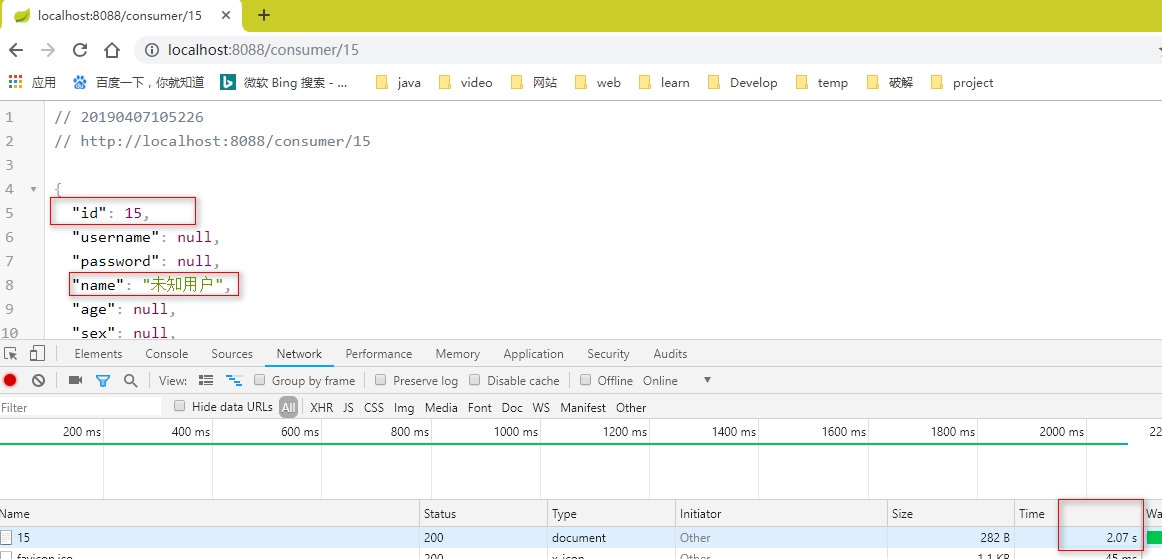 localhost:8088/consumer/15
localhost:8088/consumer/15
应用 百度一下，你就知道 微软 Bing 搜索 - ... java video 网站 web learn Develop temp 破解 project
1 // 20190407105226
2 // http://localhost:8088/consumer/15
3
4 {
5 "id": 15,
6 "username": null,
7 "password": null,
8 "name": "未知用户",
9 "age": null,
10 "sex": null,
Elements Console Sources Network Performance Memory Application Security Audits
View: Group by frame Preserve log Disable cache Offline Online
Filter Hide data URLs All XHR JS CSS Img Media Font Doc WS Manifest Other
200 ms 400 ms 600 ms 800 ms 1000 ms 1200 ms 1400 ms 1600 ms 1800 ms 2000 ms 22
Name Status Type Initiator Size Time Wa
15 200 document Other 282 B 2.07 s
favicon.ico 200 x-icon Other 1.1 KB 45 ms